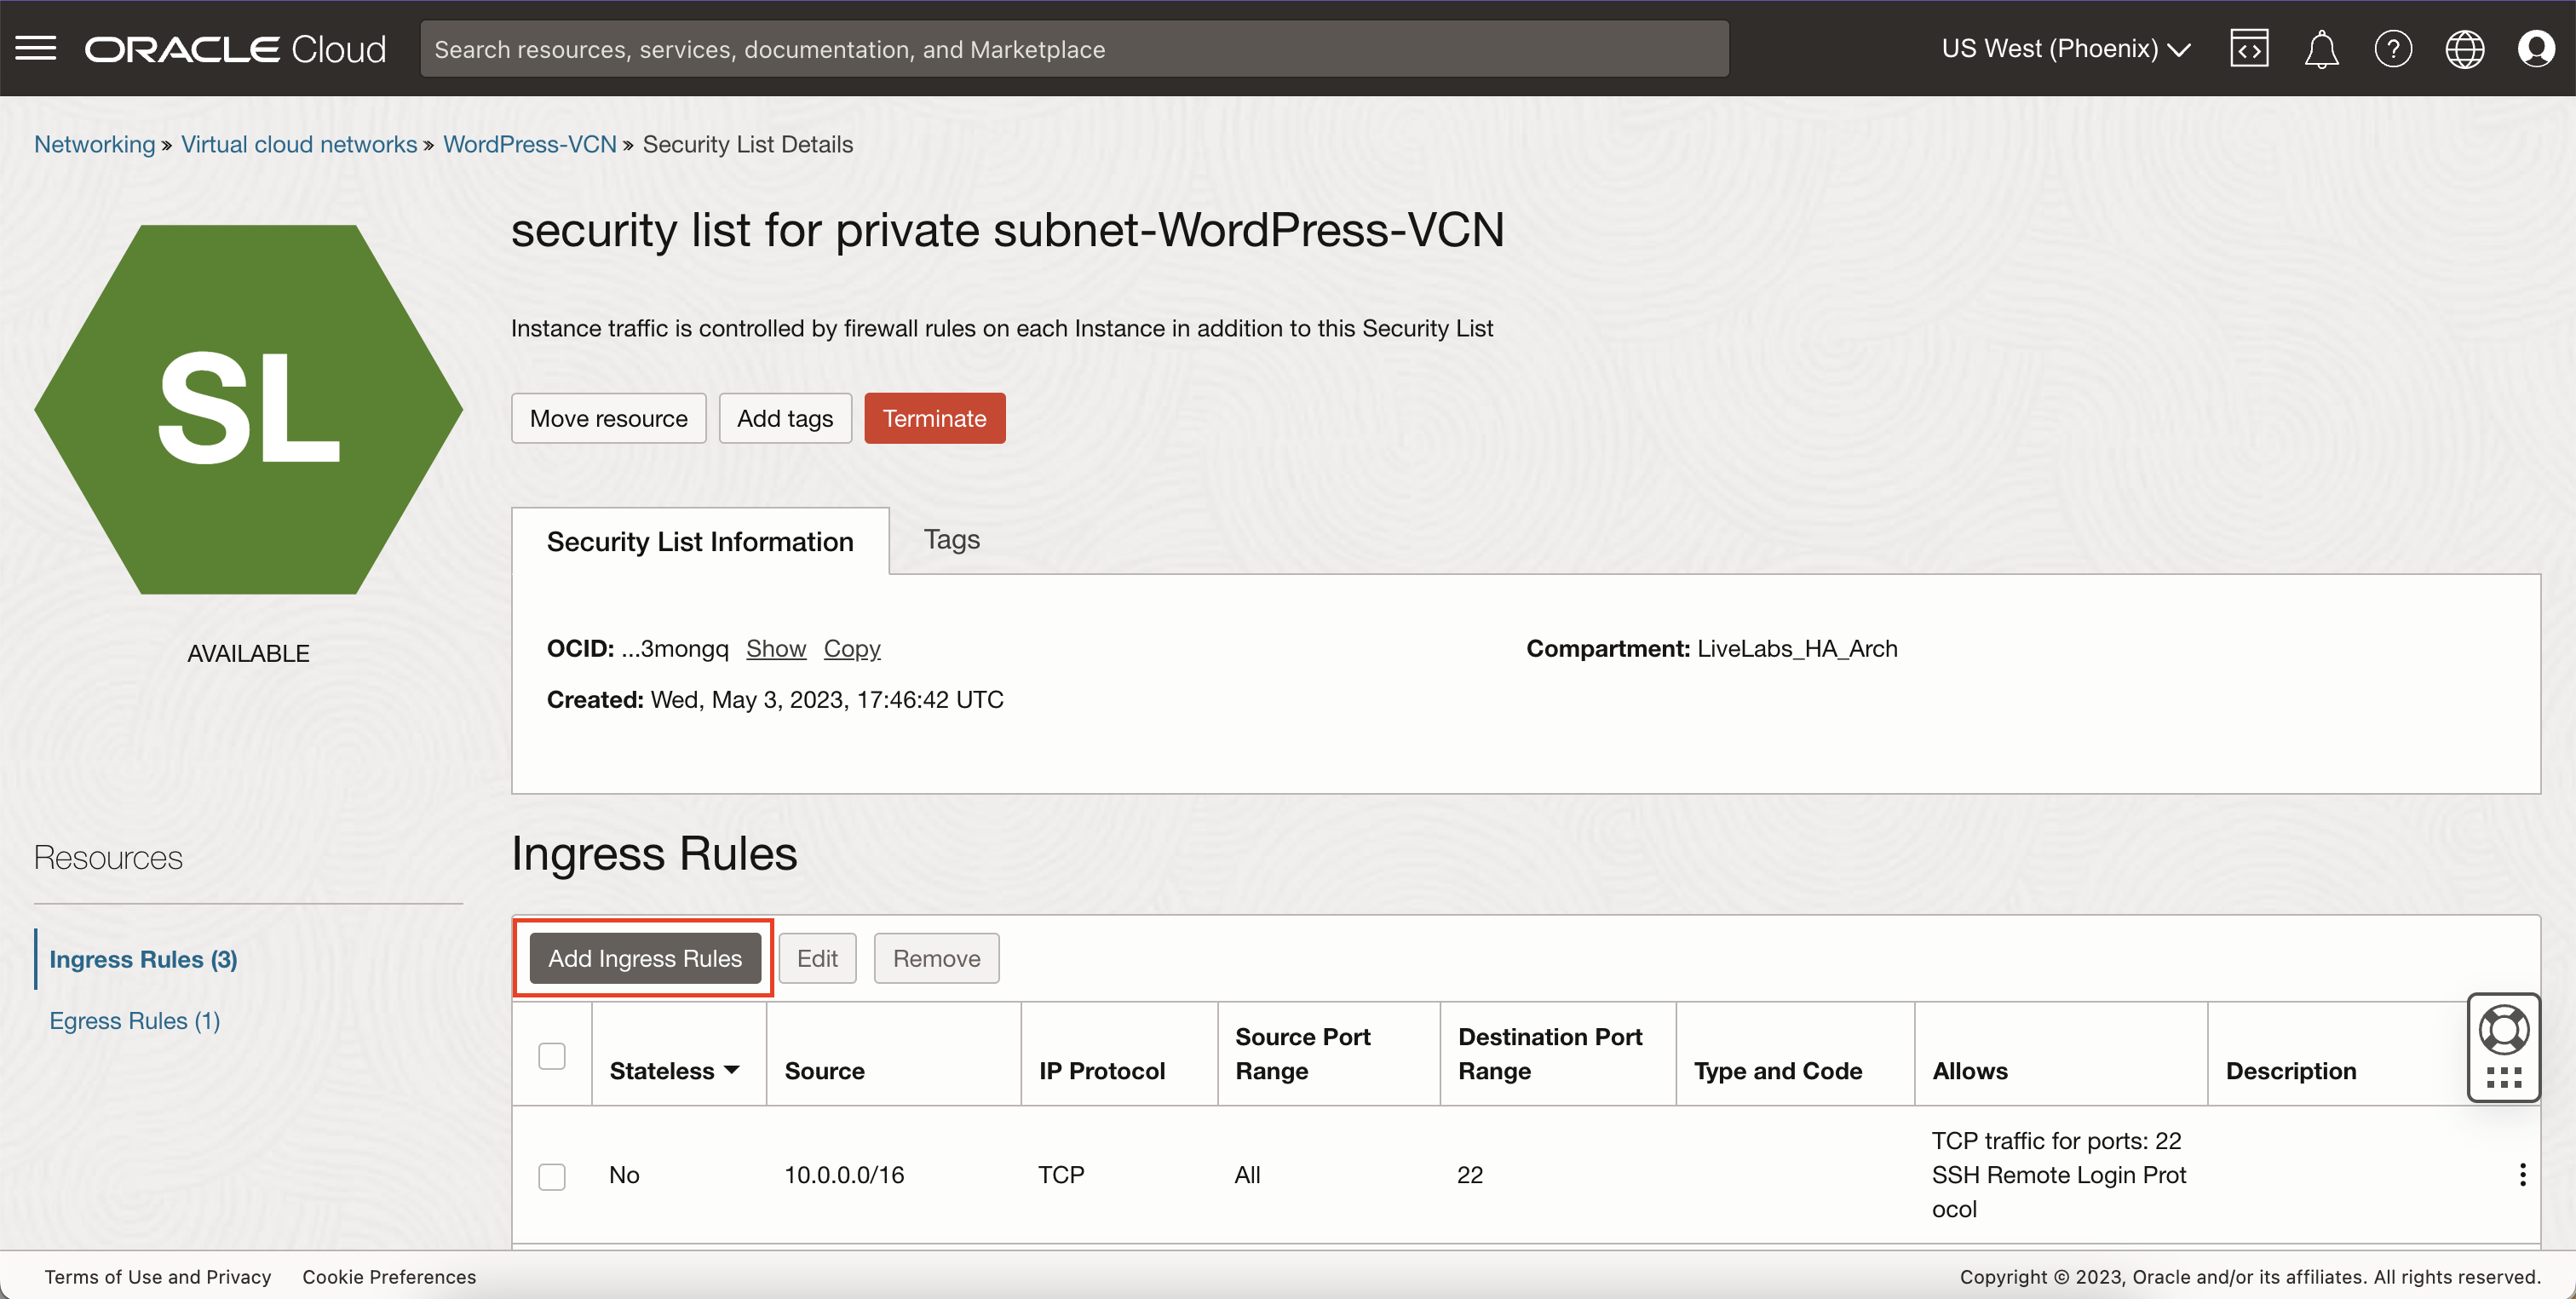 ORACLE Cloud
Search resources, services, documentation, and Marketplace
US West (Phoenix)
Networking » Virtual cloud networks » WordPress-VCN » Security List Details
security list for private subnet-WordPress-VCN
Instance traffic is controlled by firewall rules on each Instance in addition to this Security List
SL
AVAILABLE
Move resource Add tags Terminate
Security List Information Tags
OCID: ...3mongq Show Copy
Compartment: LiveLabs_HA_Arch
Created: Wed, May 3, 2023, 17:46:42 UTC
Resources
Ingress Rules (3)
Egress Rules (1)
Ingress Rules
Add Ingress Rules Edit Remove
Stateless Source IP Protocol Source Port Range Destination Port Range Type and Code Allows Description
No 10.0.0.0/16 TCP All 22
TCP traffic for ports: 22
SSH Remote Login Prot
ocol
Terms of Use and Privacy Cookie Preferences
Copyright © 2023, Oracle and/or its affiliates. All rights reserved.